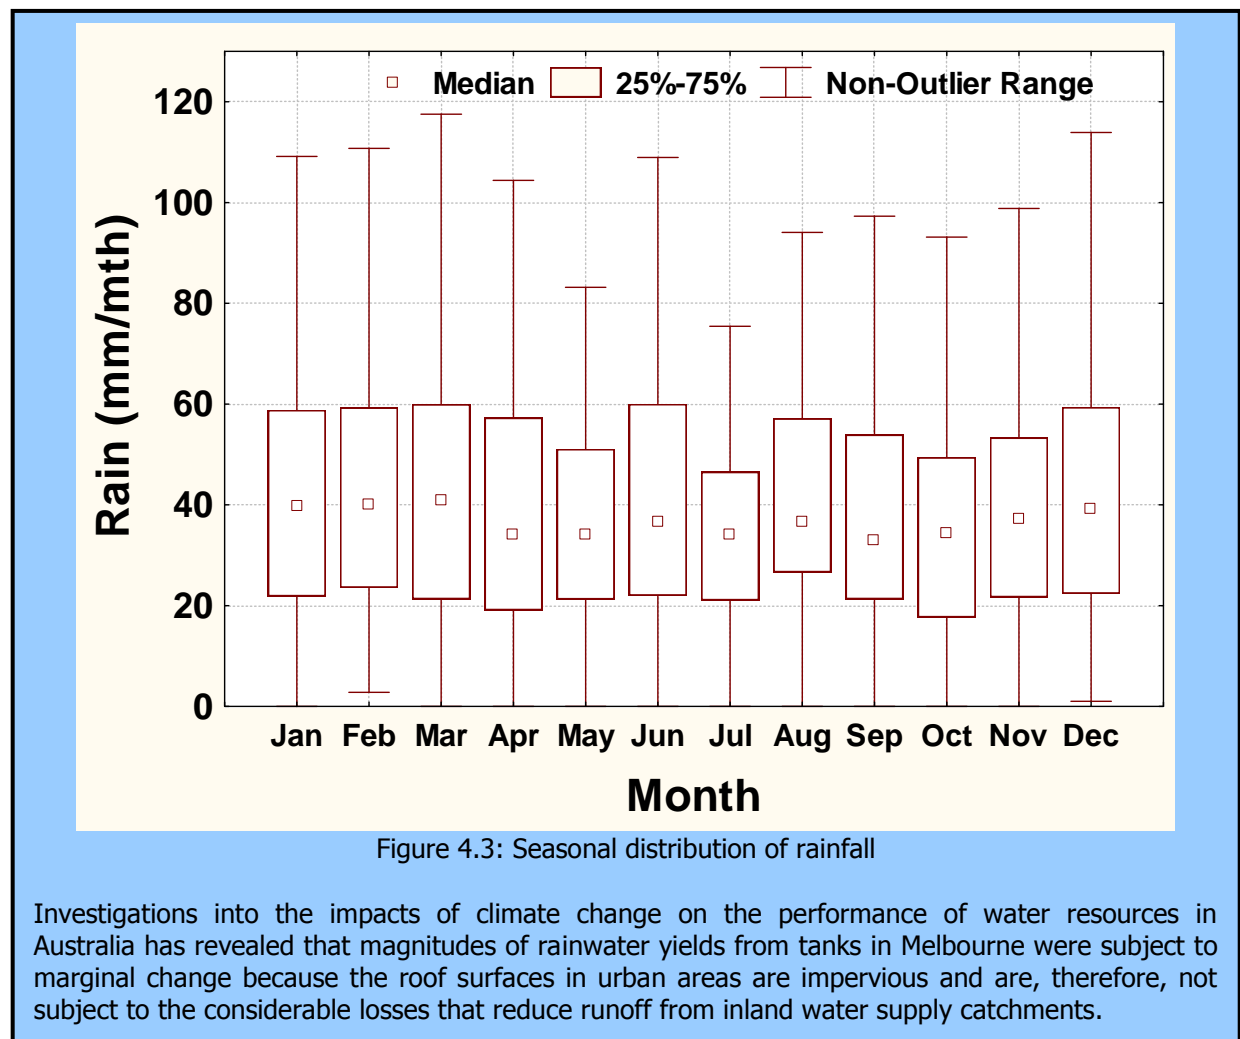 Median 25%-75% Non-Outlier Range
120
100
80
60
40
20
0
Rain (mm/mth)
Jan Feb Mar Apr May Jun Jul Aug Sep Oct Nov Dec
Month
Figure 4.3: Seasonal distribution of rainfall
Investigations into the impacts of climate change on the performance of water resources in
Australia has revealed that magnitudes of rainwater yields from tanks in Melbourne were subject to
marginal change because the roof surfaces in urban areas are impervious and are, therefore, not
subject to the considerable losses that reduce runoff from inland water supply catchments.